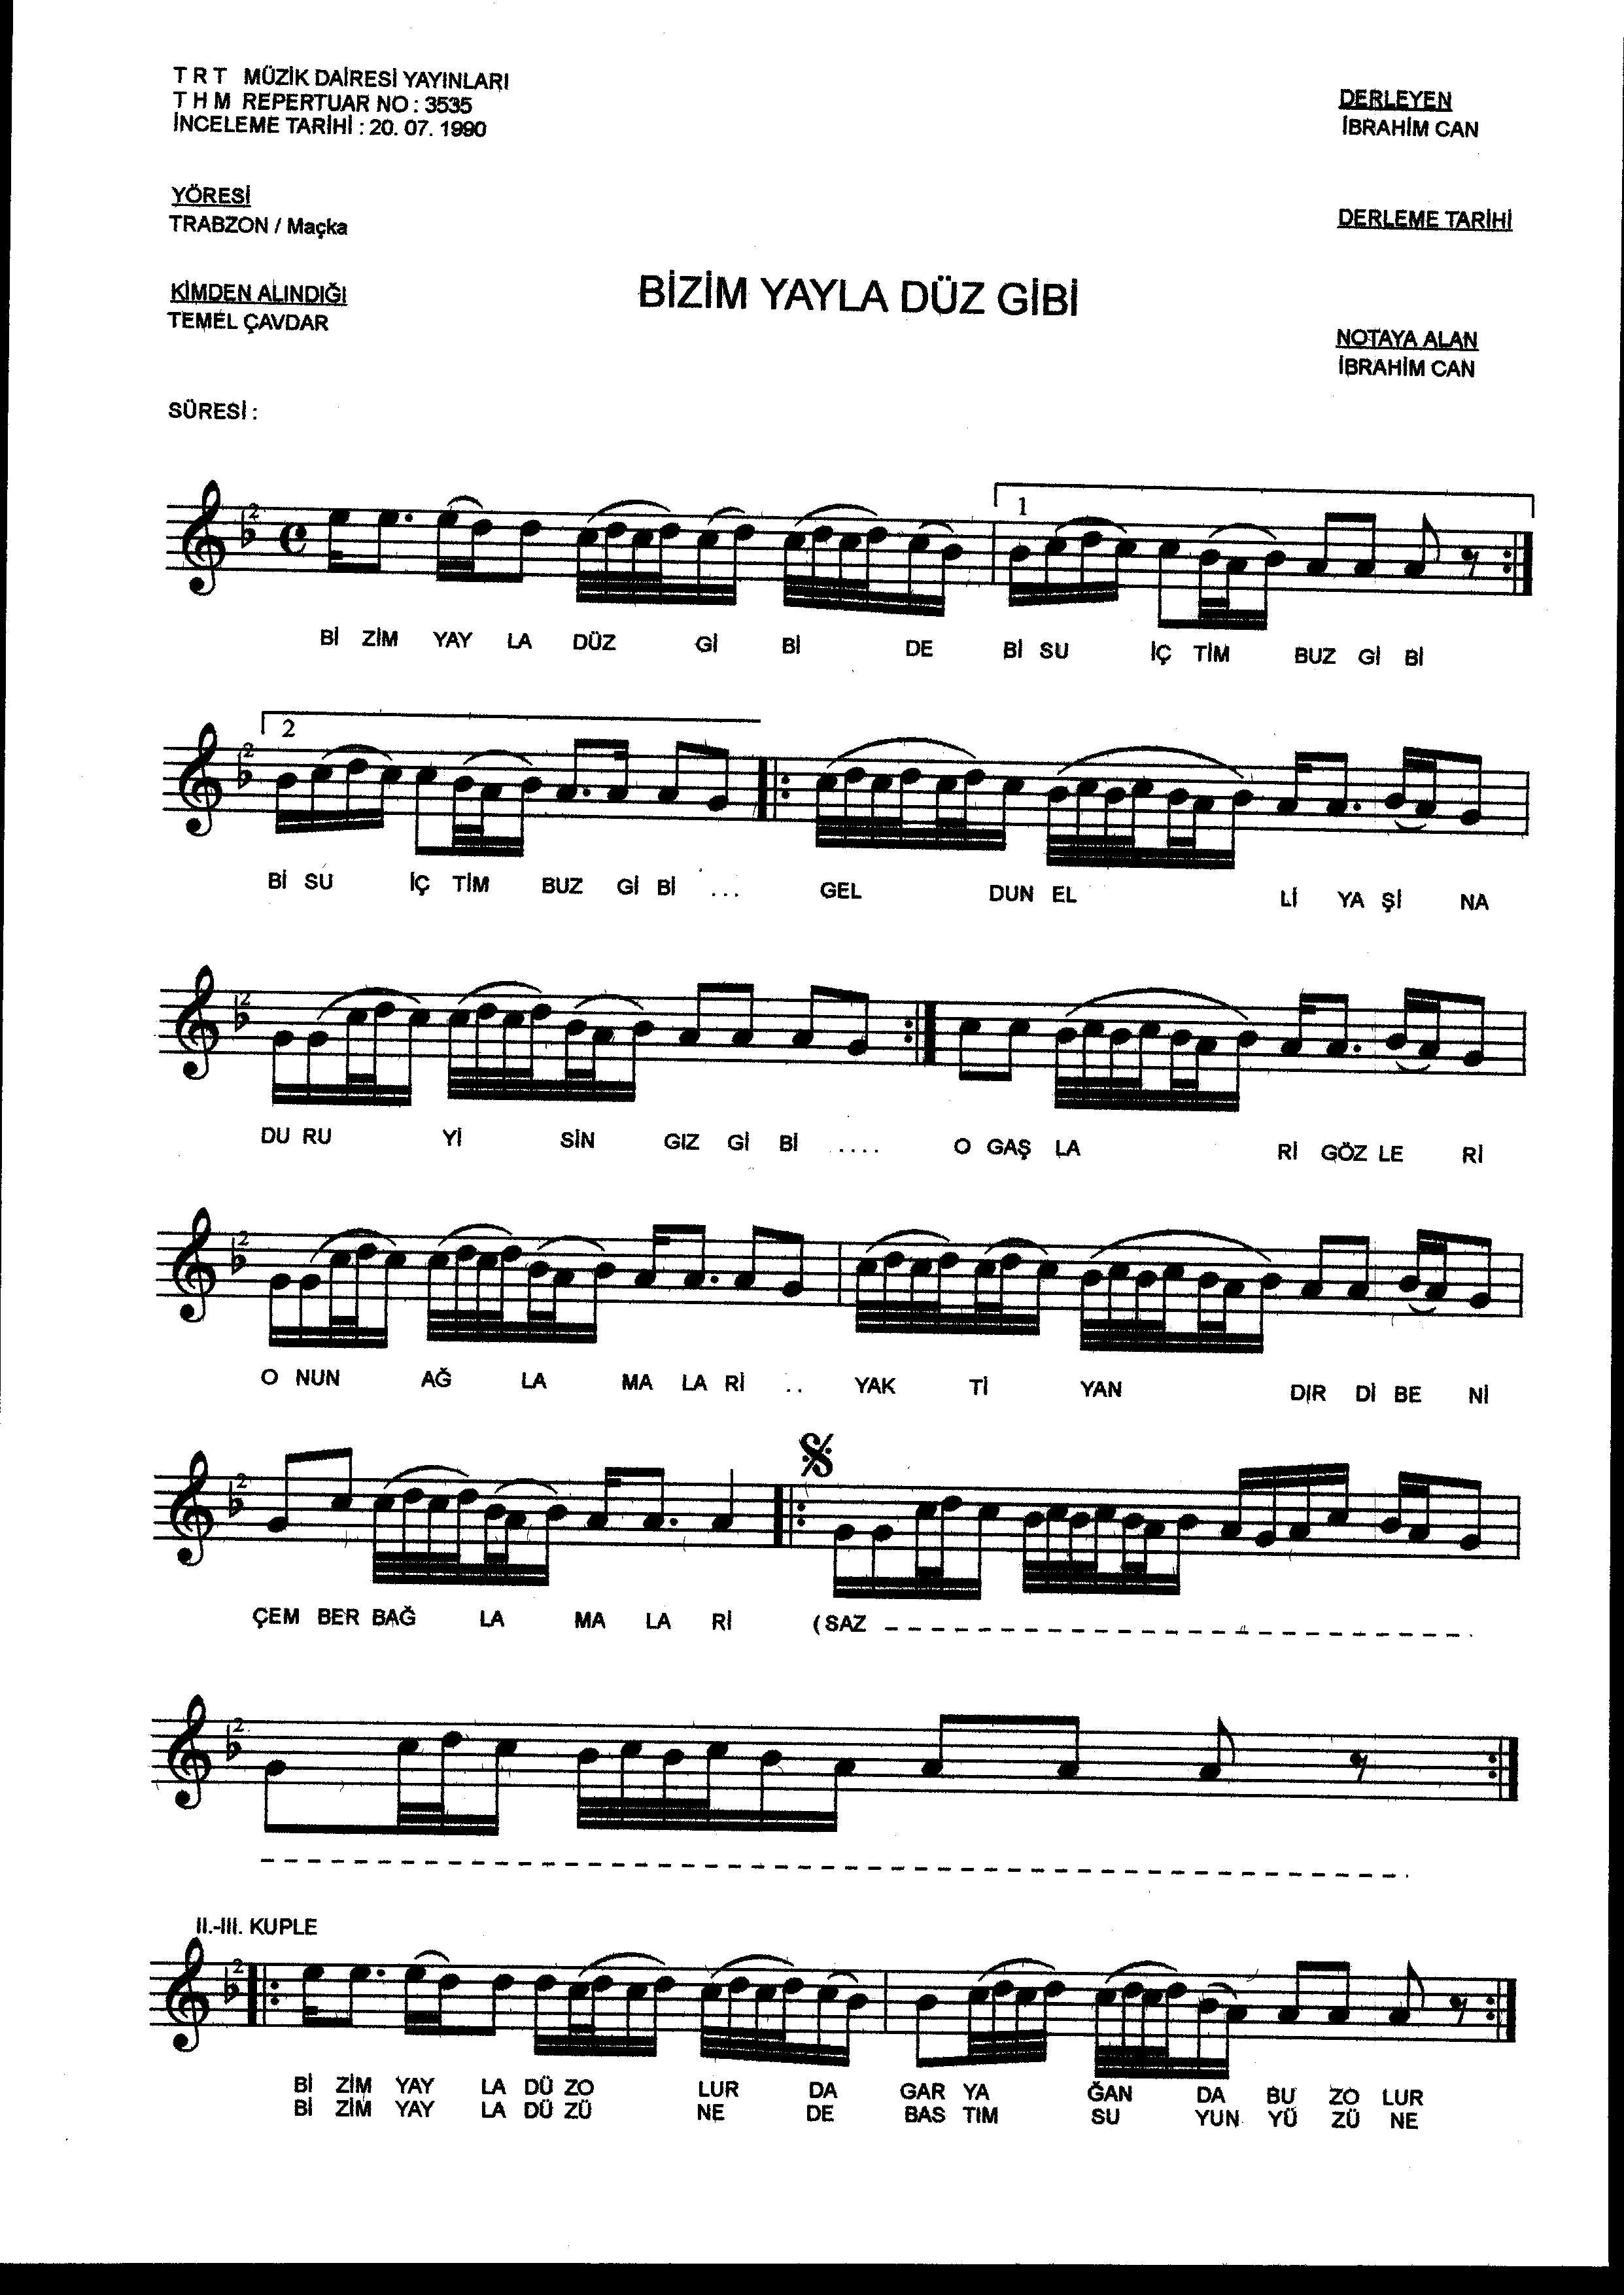 T R T MÜZİK DAİRESİ YAYINLARI
T H M REPERTUAR NO : 3535
İNCELEME TARİHİ : 20. 07. 1990
DERLEYEN
İBRAHİM CAN
YÖRESİ
TRABZON / Maçka
DERLEME TARİHİ
KİMDEN ALINDIĞI
TEMEL ÇAVDAR
BİZİM YAYLA DÜZ GİBİ
NOTAYA ALAN
İBRAHİM CAN
SÜRESİ :
1
Bİ ZİM YAY LA DÜZ Gİ Bİ DE Bİ SU İÇ TİM BUZ Gİ Bİ
2
Bİ SU İÇ TİM BUZ Gİ Bİ ... GEL DUN EL Lİ YA Şİ NA
DU RU Yİ SİN GIZ Gİ Bİ .... O GAŞ LA Rİ GÖZ LE Rİ
O NUN AĞ LA MA LA Rİ .. YAK Tİ YAN DIR Dİ BE Nİ
ÇEM BER BAĞ LA MA LA Rİ ( SAZ
II.-III. KUPLE
Bİ ZİM YAY LA DÜ ZO LUR DA GAR YA ĞAN DA BU ZO LUR
Bİ ZİM YAY LA DÜ ZÜ NE DE BAS TIM SU YUN YÜ ZÜ NE